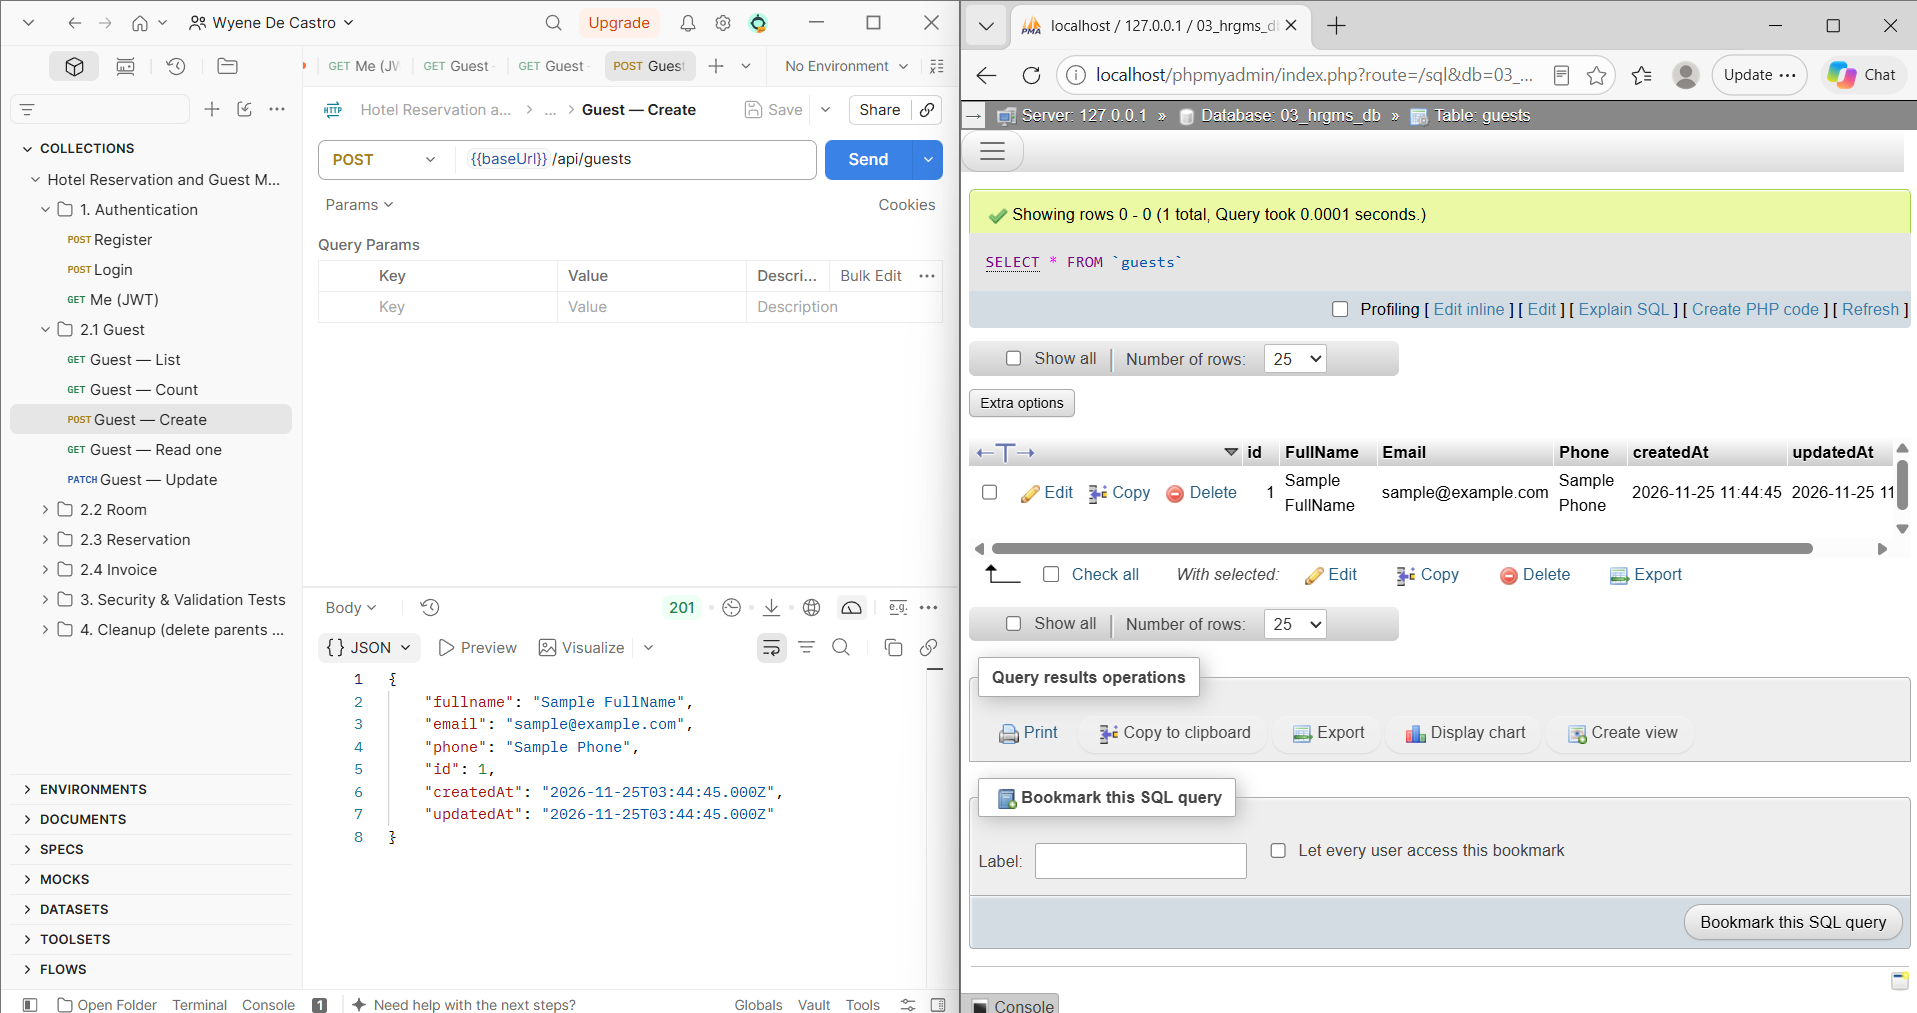 Wyene De Castro
Upgrade
GET Me (JW
GET Guest
GET Guest
POST Guest
No Environment
HTTP Hotel Reservation a... > ... > Guest — Create
Save
Share
COLLECTIONS
Hotel Reservation and Guest M...
1. Authentication
POST Register
POST Login
GET Me (JWT)
2.1 Guest
GET Guest — List
GET Guest — Count
POST Guest — Create
GET Guest — Read one
PATCH Guest — Update
2.2 Room
2.3 Reservation
2.4 Invoice
3. Security & Validation Tests
4. Cleanup (delete parents ...
ENVIRONMENTS
DOCUMENTS
SPECS
MOCKS
DATASETS
TOOLSETS
FLOWS
POST
{{baseUrl}} /api/guests
Send
Params
Cookies
Query Params
Key Value Descri... Bulk Edit
Key Value Description
Body
201
e.g.
{} JSON
Preview
Visualize
1 {
2 "fullname": "Sample FullName",
3 "email": "sample@example.com",
4 "phone": "Sample Phone",
5 "id": 1,
6 "createdAt": "2026-11-25T03:44:45.000Z",
7 "updatedAt": "2026-11-25T03:44:45.000Z"
8 }
Open Folder
Terminal
Console
1
Need help with the next steps?
Globals
Vault
Tools
PMA
localhost / 127.0.0.1 / 03_hrgms_d
localhost/phpmyadmin/index.php?route=/sql&db=03_...
Update
Chat
Server: 127.0.0.1 » Database: 03_hrgms_db » Table: guests
Showing rows 0 - 0 (1 total, Query took 0.0001 seconds.)
SELECT * FROM `guests`
Profiling [ Edit inline ] [ Edit ] [ Explain SQL ] [ Create PHP code ] [ Refresh ]
Show all
Number of rows: 25
Extra options
id FullName Email Phone createdAt updatedAt
Edit Copy Delete 1 Sample FullName sample@example.com Sample Phone 2026-11-25 11:44:45 2026-11-25 11
Check all
With selected:
Edit
Copy
Delete
Export
Show all
Number of rows: 25
Query results operations
Print
Copy to clipboard
Export
Display chart
Create view
Bookmark this SQL query
Label:
Let every user access this bookmark
Bookmark this SQL query
Console